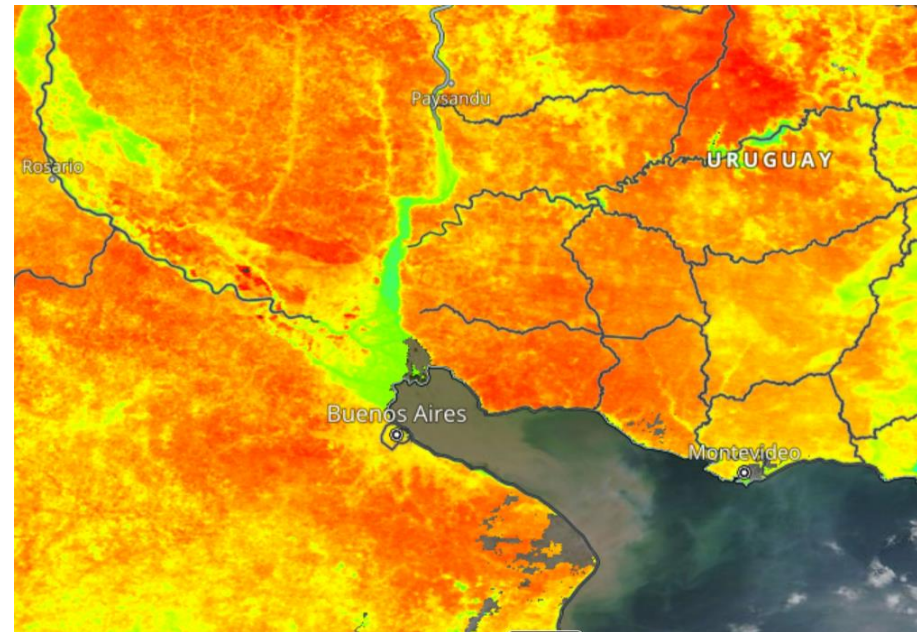 Paysandu
URUGUAY
Rosario
Buenos Aires
Montevideo